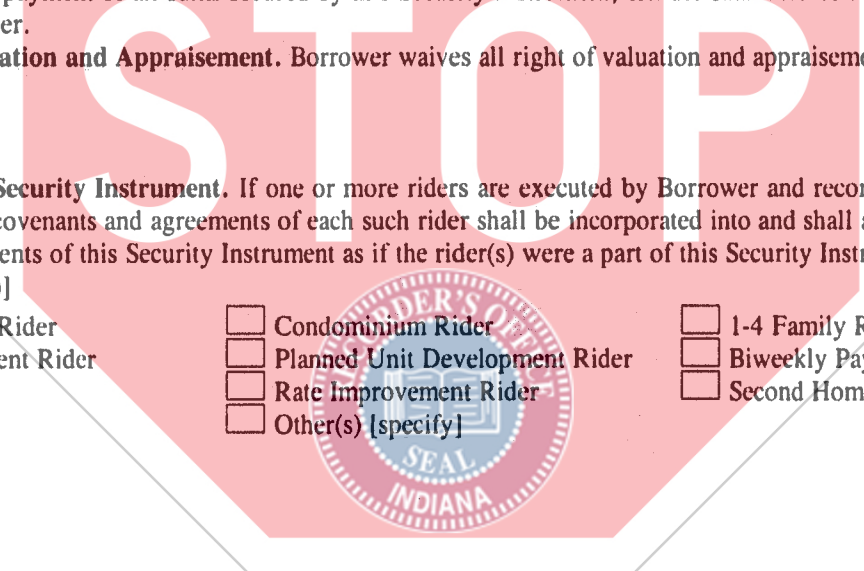 STOP
er.
ation and Appraisement. Borrower waives all right of valuation and appraiseme
Security Instrument. If one or more riders are executed by Borrower and recor
covenants and agreements of each such rider shall be incorporated into and shall a
ents of this Security Instrument as if the rider(s) were a part of this Security Instr
)]
Rider Condominium Rider 1-4 Family R
ent Rider Planned Unit Development Rider Biweekly Pay
Rate Improvement Rider Second Hom
Other(s) [specify]
RECORDER'S OFFICE
SEAL
INDIANA